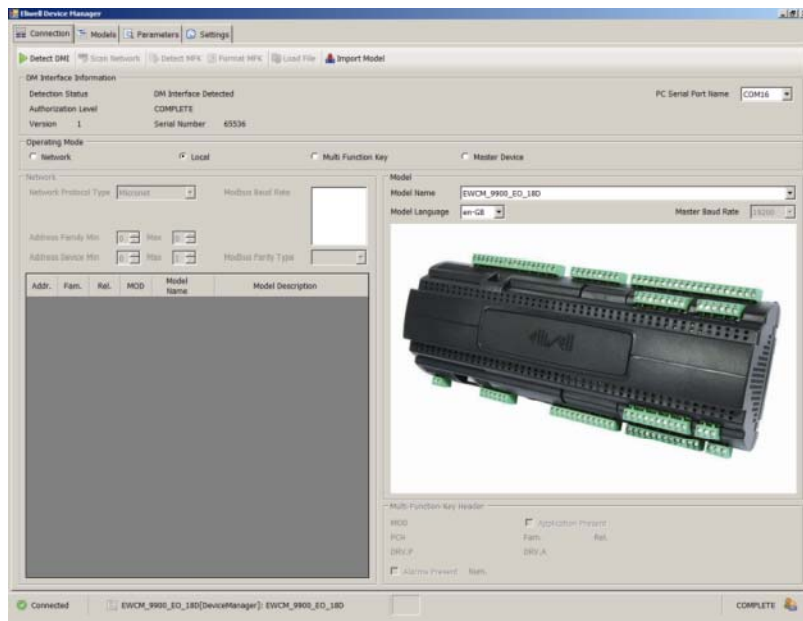 Eliwell Device Manager
Connection Models Parameters Settings
Detect DMI Scan Network Detect MFK Format MFK Load File Import Model
DM Interface Information
Detection Status DM Interface Detected PC Serial Port Name COM16
Authorization Level COMPLETE
Version 1 Serial Number 65536
Operating Mode
Network Local Multi Function Key Master Device
Network
Network Protocol Type Micronet Modbus Baud Rate
Address Family Min 0 Max 0
Address Device Min 0 Max 1 Modbus Parity Type
Addr. Fam. Rel. MOD Model Name Model Description
Model
Model Name EWCM_9900_EO_18D
Model Language en-GB Master Baud Rate 19200
eliwell
Multi Function Key Header
MOD Application Present
PCH Fam. Rel.
DRV.P DRV.A
Alarms Present Num.
Connected EWCM_9900_EO_18D[DeviceManager]: EWCM_9900_EO_18D COMPLETE